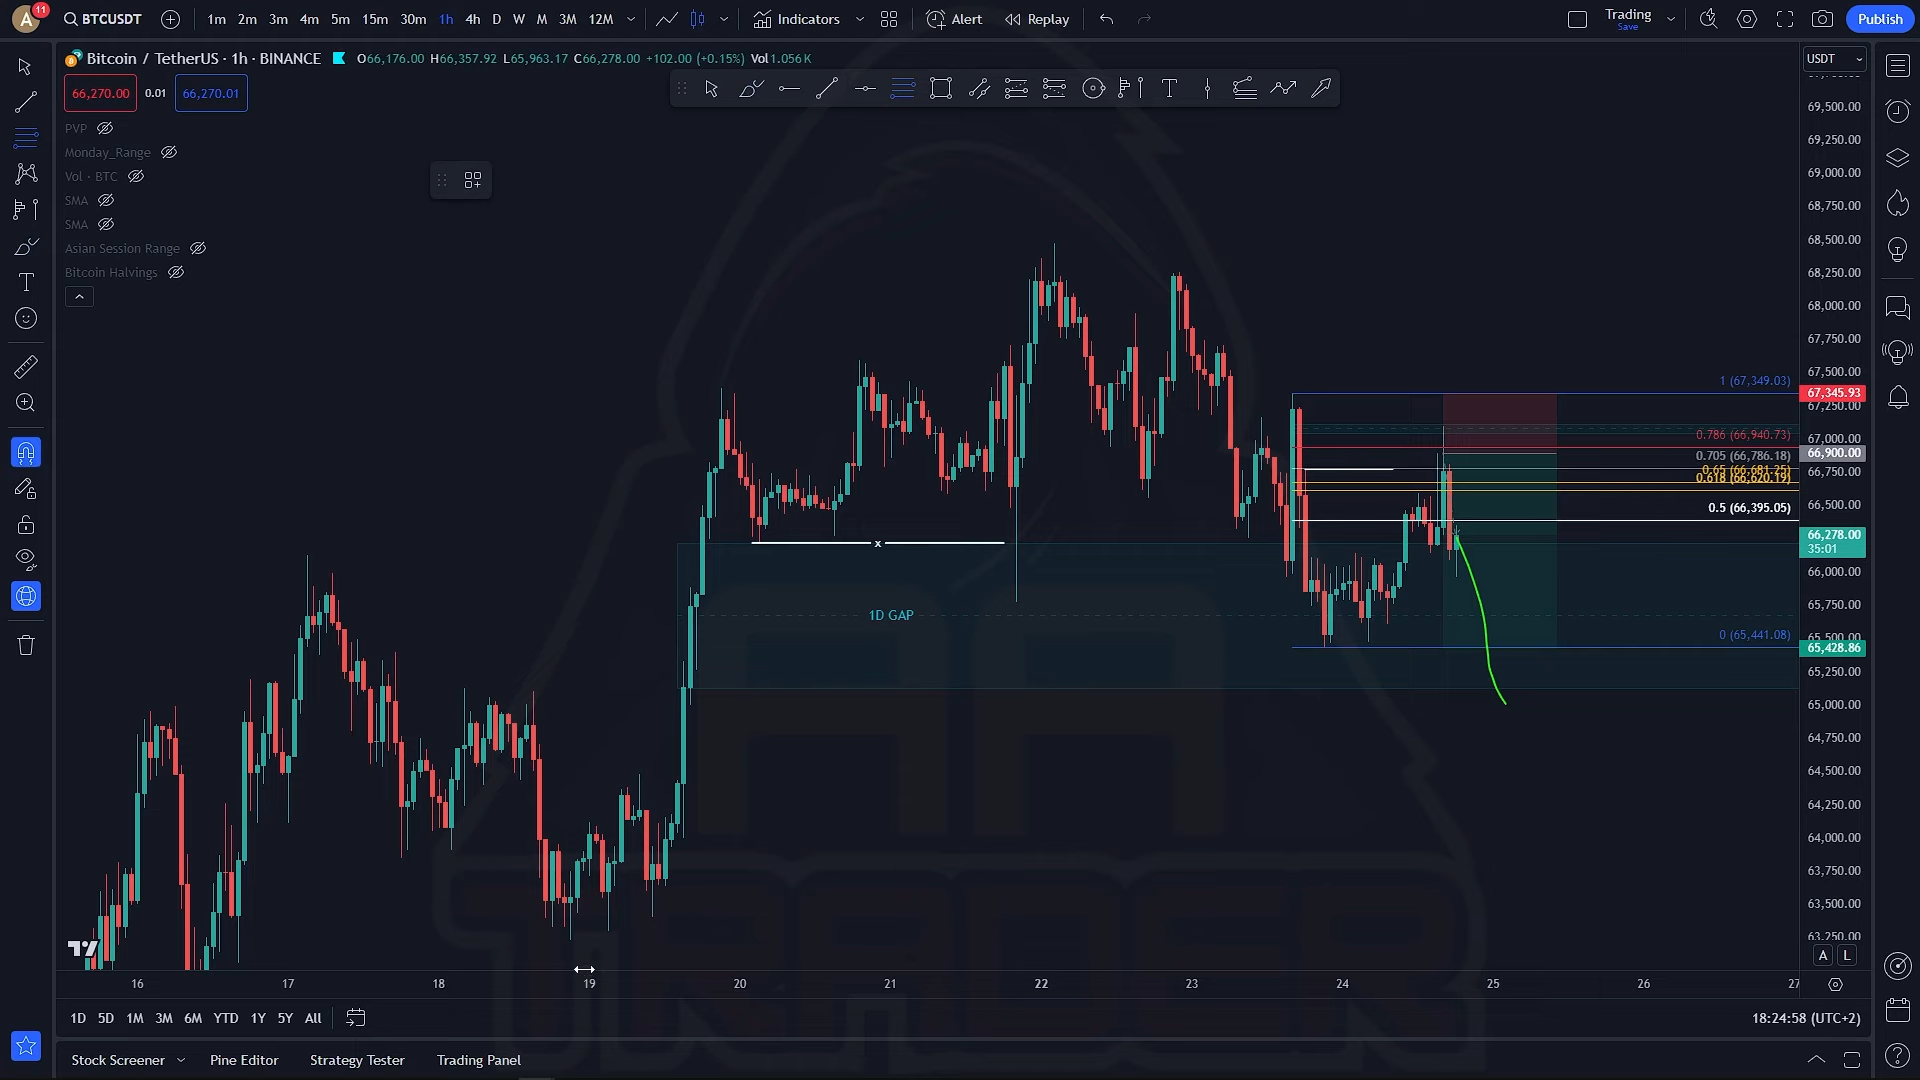 A 11 BTCUSDT 1m 2m 3m 4m 5m 15m 30m 1h 4h D W M 3M 12M Indicators Alert Replay Trading Save Publish
Bitcoin / TetherUS · 1h · BINANCE O66,176.00 H66,357.92 L65,963.17 C66,278.00 +102.00 (+0.15%) Vol1.056K
USDT
66,270.00 0.01 66,270.01
PVP
Monday_Range
Vol · BTC
SMA
SMA
Asian Session Range
Bitcoin Halvings
69,500.00
69,250.00
69,000.00
68,750.00
68,500.00
68,250.00
68,000.00
67,750.00
67,500.00
1 (67,349.03)
67,345.93
67,250.00
0.786 (66,940.73)
67,000.00
0.705 (66,786.18)
66,900.00
0.65 (66,681.25)
66,750.00
0.618 (66,620.19)
66,500.00
0.5 (66,395.05)
66,278.00
35:01
x
66,000.00
65,750.00
1D GAP
0 (65,441.08)
65,500.00
65,428.86
65,250.00
65,000.00
64,750.00
64,500.00
64,250.00
64,000.00
63,750.00
63,500.00
63,250.00
A L
16 17 18 19 20 21 22 23 24 25 26 27
1D 5D 1M 3M 6M YTD 1Y 5Y All 18:24:58 (UTC+2)
Stock Screener Pine Editor Strategy Tester Trading Panel